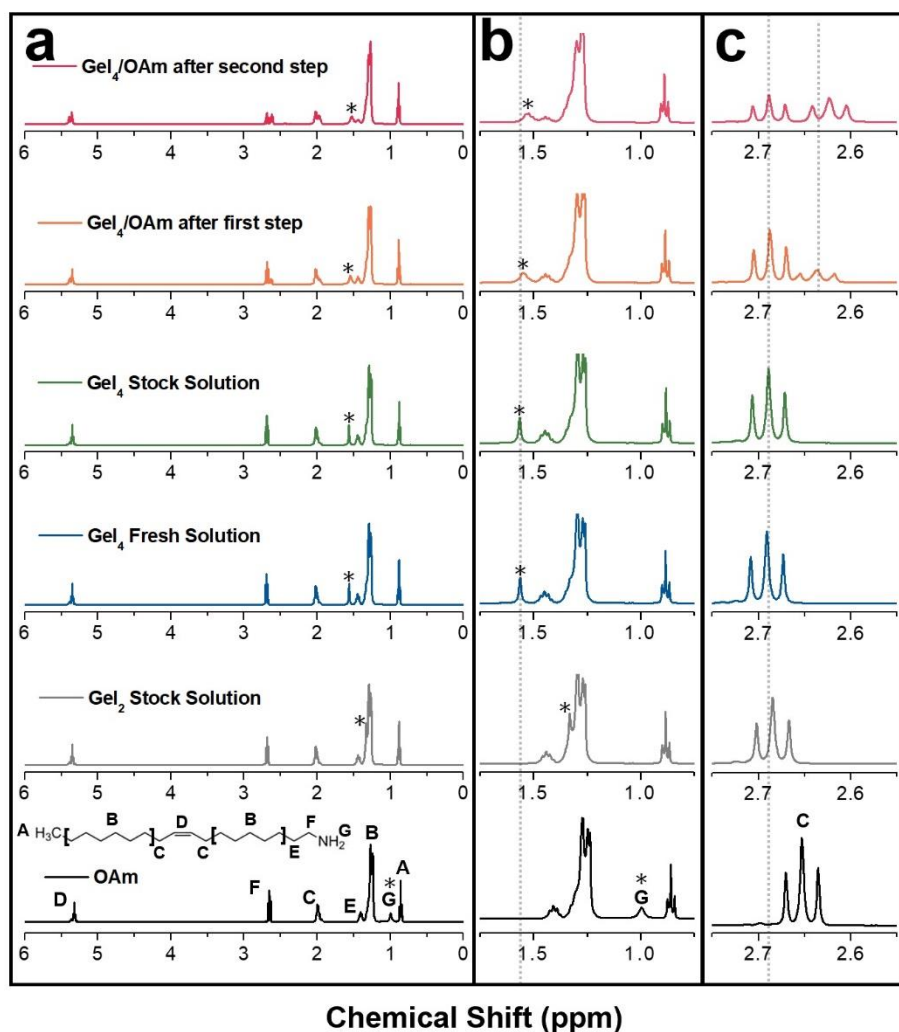 a b c
GeI4/OAm after second step * * 
6 5 4 3 2 1 0 1.5 1.0 2.7 2.6
GeI4/OAm after first step * *
6 5 4 3 2 1 0 1.5 1.0 2.7 2.6
GeI4 Stock Solution * *
6 5 4 3 2 1 0 1.5 1.0 2.7 2.6
GeI4 Fresh Solution * *
6 5 4 3 2 1 0 1.5 1.0 2.7 2.6
GeI2 Stock Solution * *
6 5 4 3 2 1 0 1.5 1.0 2.7 2.6
B D B F
A H3C NH2 G
C C E
OAm
D F C E B * G A * G C
6 5 4 3 2 1 0 1.5 1.0 2.7 2.6
Chemical Shift (ppm)